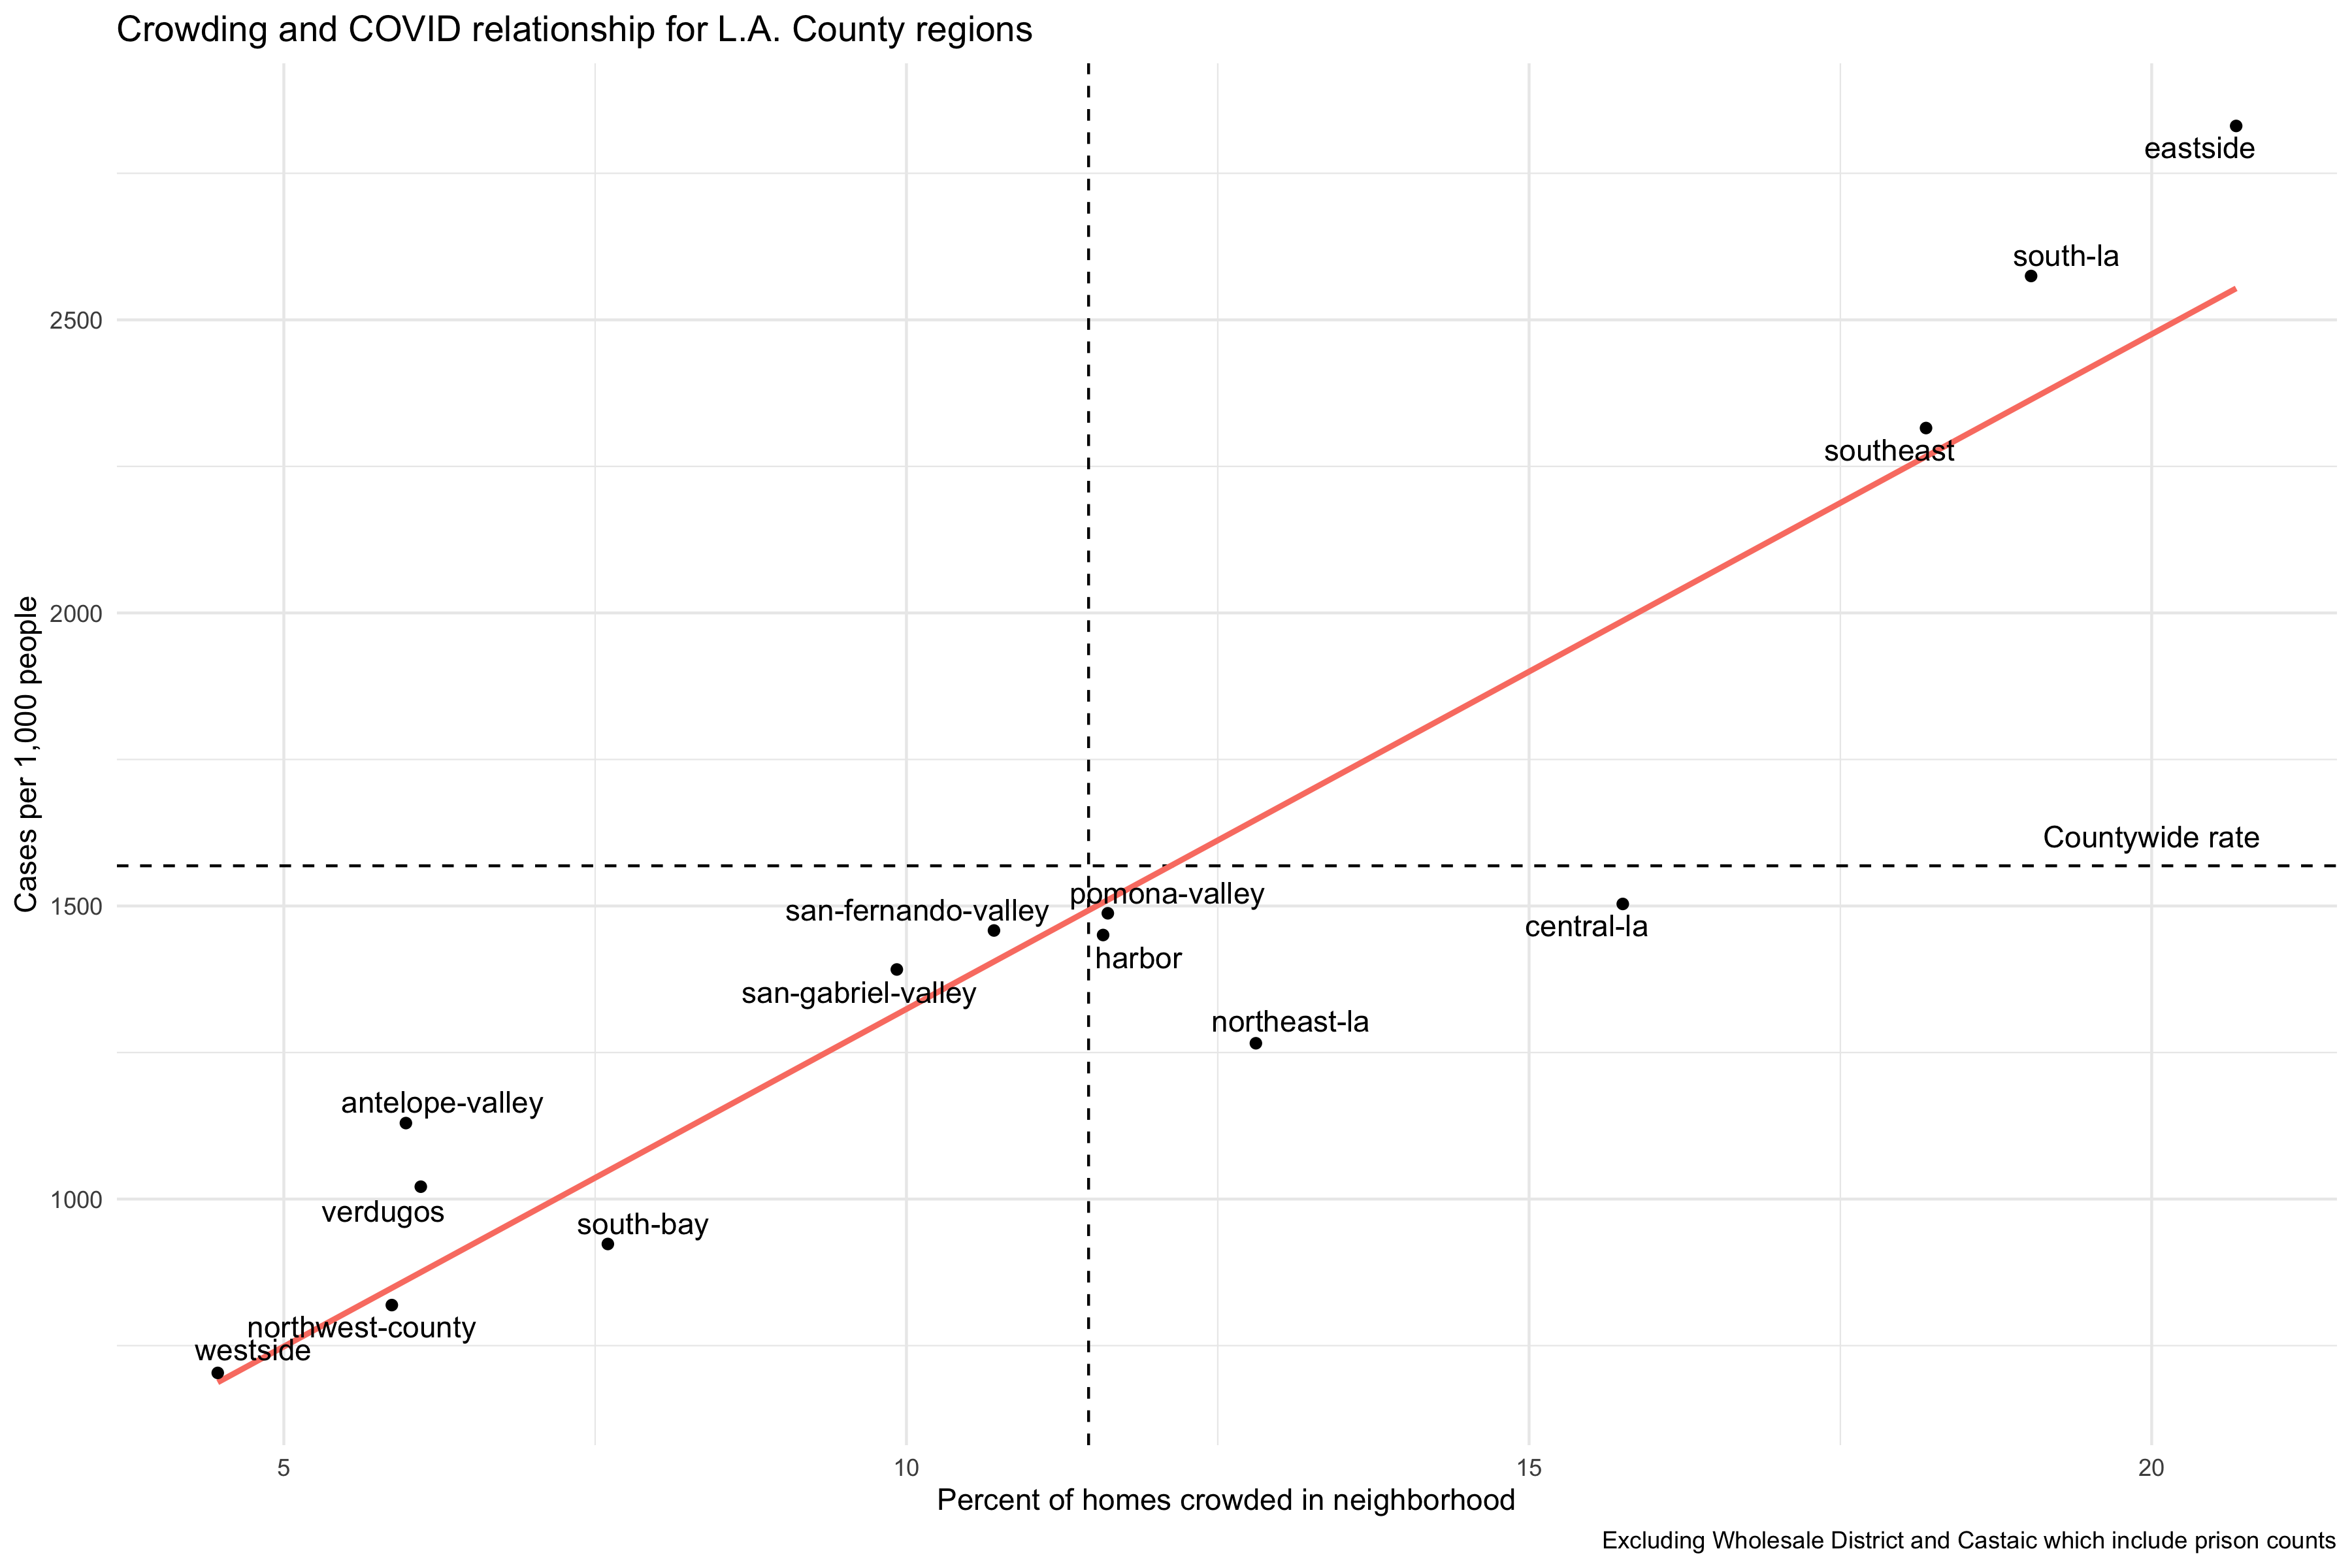 Crowding and COVID relationship for L.A. County regions
eastside
south-la
2500
southeast
Cases per 1,000 people
2000
Countywide rate
pomona-valley
san-fernando-valley
1500
central-la
harbor
san-gabriel-valley
northeast-la
antelope-valley
1000
verdugos
south-bay
northwest-county
westside
5
10
15
20
Percent of homes crowded in neighborhood
Excluding Wholesale District and Castaic which include prison counts